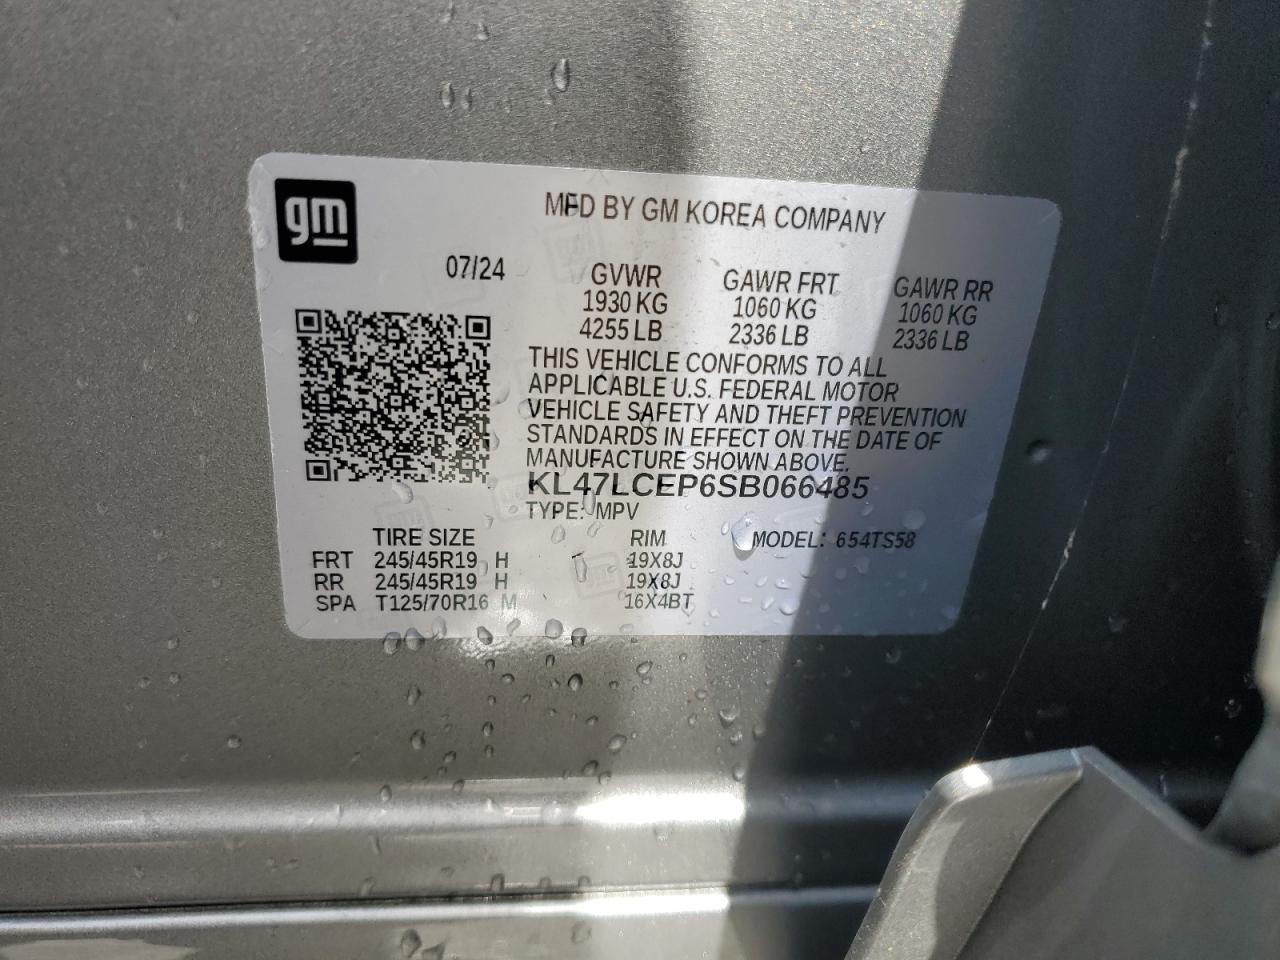 gm
MFD BY GM KOREA COMPANY
07/24
GVWR GAWR FRT GAWR RR
1930 KG 1060 KG 1060 KG
4255 LB 2336 LB 2336 LB
THIS VEHICLE CONFORMS TO ALL
APPLICABLE U.S. FEDERAL MOTOR
VEHICLE SAFETY AND THEFT PREVENTION
STANDARDS IN EFFECT ON THE DATE OF
MANUFACTURE SHOWN ABOVE.
KL47LCEP6SB066485
TYPE: MPV
TIRE SIZE RIM MODEL: 654TS58
FRT 245/45R19 H 19X8J
RR 245/45R19 H 19X8J
SPA T125/70R16 M 16X4BT